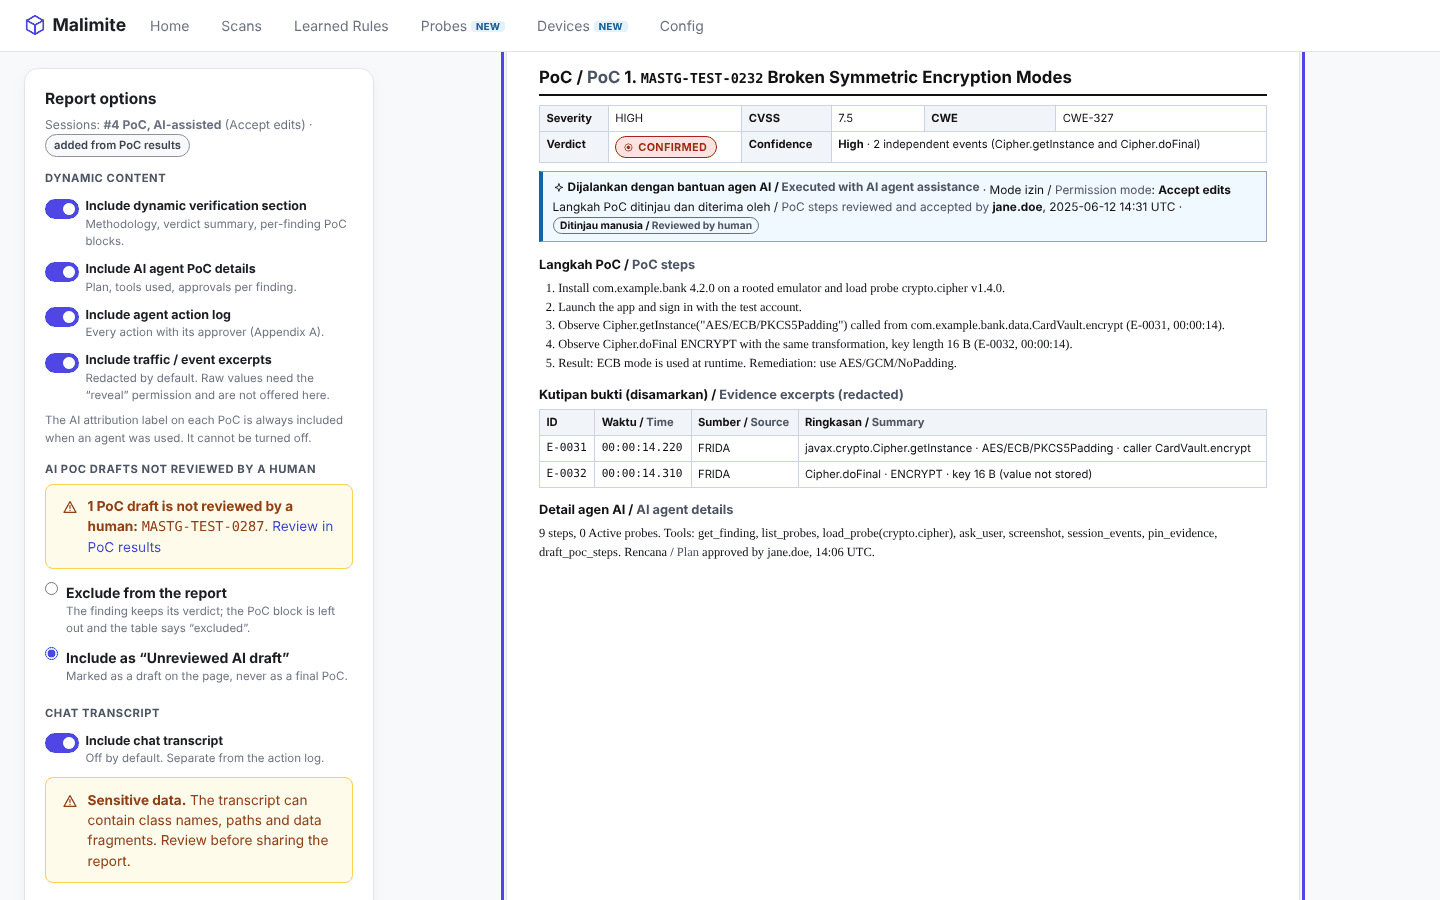 Malimite
Home
Scans
Learned Rules
Probes NEW
Devices NEW
Config
Report options
Sessions: #4 PoC, AI-assisted (Accept edits) ·
added from PoC results
DYNAMIC CONTENT
Include dynamic verification section
Methodology, verdict summary, per-finding PoC
blocks.
Include AI agent PoC details
Plan, tools used, approvals per finding.
Include agent action log
Every action with its approver (Appendix A).
Include traffic / event excerpts
Redacted by default. Raw values need the
“reveal” permission and are not offered here.
The AI attribution label on each PoC is always included
when an agent was used. It cannot be turned off.
AI POC DRAFTS NOT REVIEWED BY A HUMAN
1 PoC draft is not reviewed by a
human: MASTG-TEST-0287. Review in
PoC results
Exclude from the report
The finding keeps its verdict; the PoC block is left
out and the table says “excluded”.
Include as “Unreviewed AI draft”
Marked as a draft on the page, never as a final PoC.
CHAT TRANSCRIPT
Include chat transcript
Off by default. Separate from the action log.
Sensitive data. The transcript can
contain class names, paths and data
fragments. Review before sharing the
report.
PoC / PoC 1. MASTG-TEST-0232 Broken Symmetric Encryption Modes
Severity HIGH CVSS 7.5 CWE CWE-327
Verdict CONFIRMED Confidence High · 2 independent events (Cipher.getInstance and Cipher.doFinal)
Dijalankan dengan bantuan agen AI / Executed with AI agent assistance · Mode izin / Permission mode: Accept edits
Langkah PoC ditinjau dan diterima oleh / PoC steps reviewed and accepted by jane.doe, 2025-06-12 14:31 UTC ·
Ditinjau manusia / Reviewed by human
Langkah PoC / PoC steps
1. Install com.example.bank 4.2.0 on a rooted emulator and load probe crypto.cipher v1.4.0.
2. Launch the app and sign in with the test account.
3. Observe Cipher.getInstance("AES/ECB/PKCS5Padding") called from com.example.bank.data.CardVault.encrypt (E-0031, 00:00:14).
4. Observe Cipher.doFinal ENCRYPT with the same transformation, key length 16 B (E-0032, 00:00:14).
5. Result: ECB mode is used at runtime. Remediation: use AES/GCM/NoPadding.
Kutipan bukti (disamarkan) / Evidence excerpts (redacted)
ID Waktu / Time Sumber / Source Ringkasan / Summary
E-0031 00:00:14.220 FRIDA javax.crypto.Cipher.getInstance · AES/ECB/PKCS5Padding · caller CardVault.encrypt
E-0032 00:00:14.310 FRIDA Cipher.doFinal · ENCRYPT · key 16 B (value not stored)
Detail agen AI / AI agent details
9 steps, 0 Active probes. Tools: get_finding, list_probes, load_probe(crypto.cipher), ask_user, screenshot, session_events, pin_evidence,
draft_poc_steps. Rencana / Plan approved by jane.doe, 14:06 UTC.